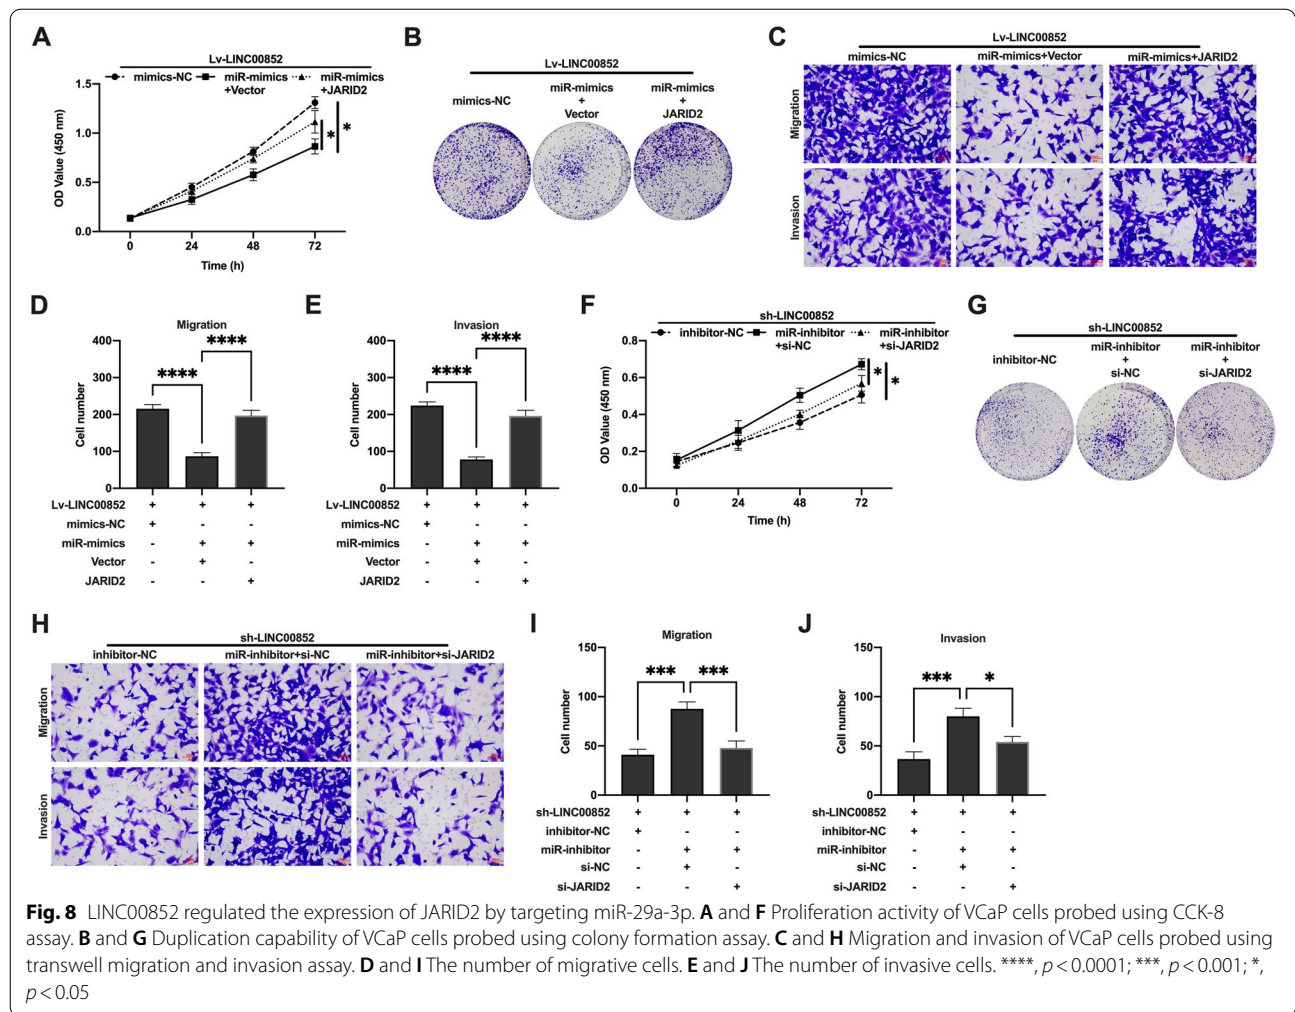 A
Lv-LINC00852
mimics-NC miR-mimics +Vector miR-mimics +JARID2
OD Value (450 nm)
1.5
1.0
0.5
0.0
0 24 48 72
Time (h)
*
*
B
Lv-LINC00852
mimics-NC
miR-mimics + Vector
miR-mimics + JARID2
C
Lv-LINC00852
mimics-NC miR-mimics+Vector miR-mimics+JARID2
Migration
Invasion
D
Migration
Cell number
400
300
200
100
0
**** ****
Lv-LINC00852 + + +
mimics-NC + - -
miR-mimics - + +
Vector - + -
JARID2 - - +
E
Invasion
Cell number
400
300
200
100
0
**** ****
Lv-LINC00852 + + +
mimics-NC + - -
miR-mimics - + +
Vector - + -
JARID2 - - +
F
sh-LINC00852
inhibitor-NC miR-inhibitor +si-NC miR-inhibitor +si-JARID2
OD Value (450 nm)
0.8
0.6
0.4
0.2
0.0
0 24 48 72
Time (h)
*
*
G
sh-LINC00852
inhibitor-NC
miR-inhibitor + si-NC
miR-inhibitor + si-JARID2
H
sh-LINC00852
inhibitor-NC miR-inhibitor+si-NC miR-inhibitor+si-JARID2
Migration
Invasion
I
Migration
Cell number
150
100
50
0
*** ***
sh-LINC00852 + + +
inhibitor-NC + - -
miR-inhibitor - + +
si-NC - + -
si-JARID2 - - +
J
Invasion
Cell number
150
100
50
0
*** *
sh-LINC00852 + + +
inhibitor-NC + - -
miR-inhibitor - + +
si-NC - + -
si-JARID2 - - +
Fig. 8 LINC00852 regulated the expression of JARID2 by targeting miR-29a-3p. A and F Proliferation activity of VCaP cells probed using CCK-8
assay. B and G Duplication capability of VCaP cells probed using colony formation assay. C and H Migration and invasion of VCaP cells probed using
transwell migration and invasion assay. D and I The number of migrative cells. E and J The number of invasive cells. ****, p < 0.0001; ***, p < 0.001; *,
p < 0.05